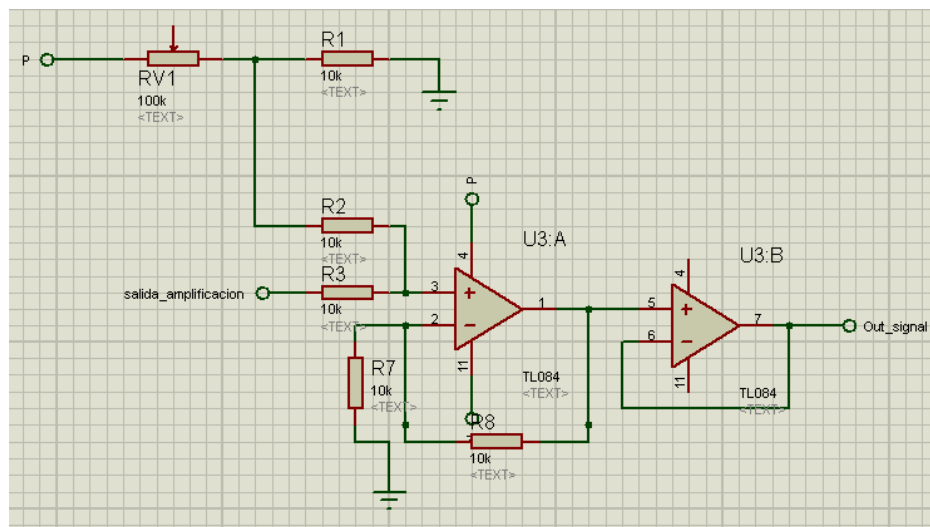 P
RV1
100k
<TEXT>
R1
10k
<TEXT>
R2
10k
<TEXT>
R3
10k
<TEXT>
salida_amplificacion
P
4
3
2
1
11
U3:A
TL084
<TEXT>
R7
10k
<TEXT>
R8
10k
<TEXT>
U3:B
4
5
6
7
11
TL084
<TEXT>
Out_signal